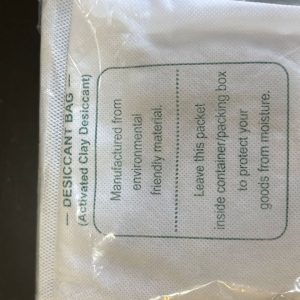 — DESICCANT BAG —
(Activated Clay Desiccant)
Manufactured from
environmental
friendly material.
Leave this packet
inside container/packing box
to protect your
goods from moisture.